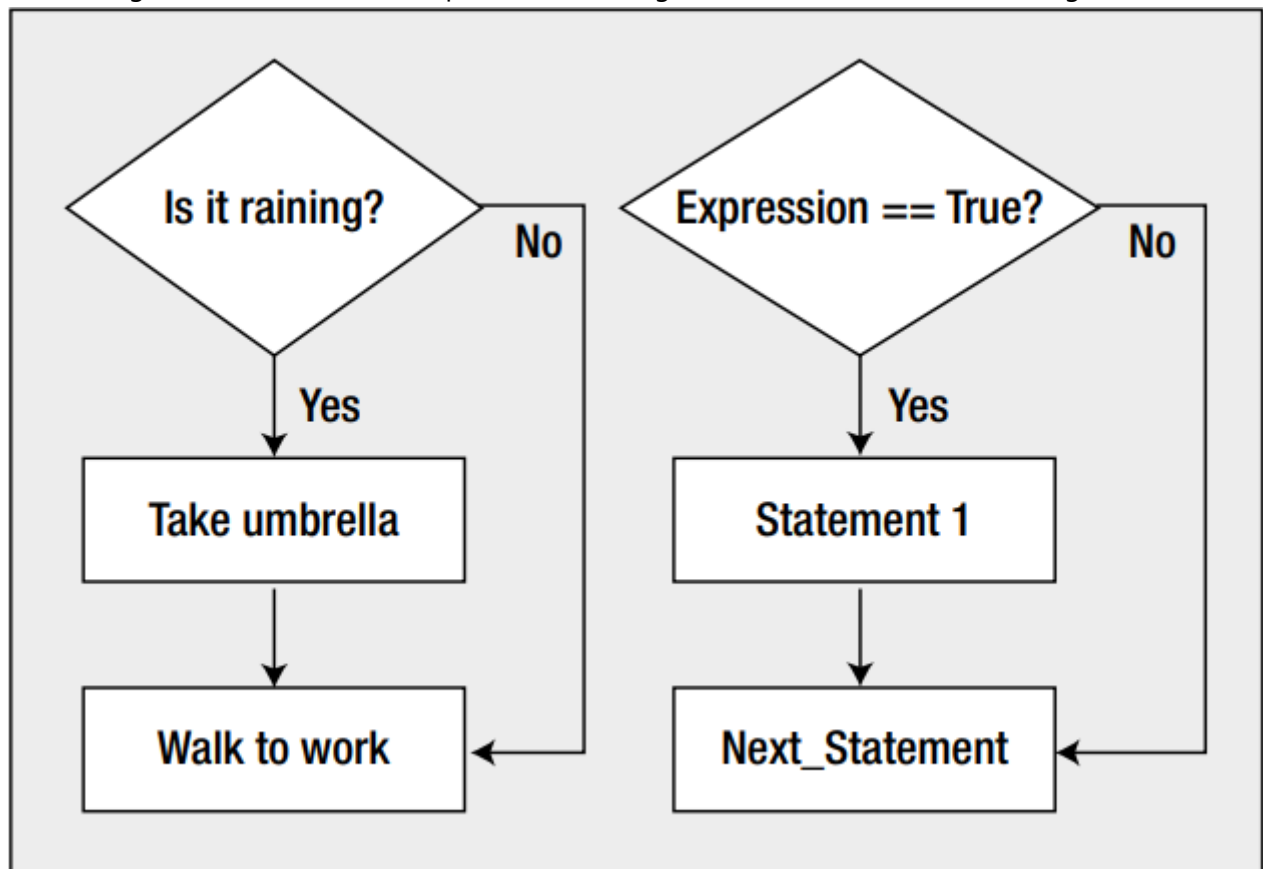 Is it raining?
No
Yes
Take umbrella
Walk to work
Expression == True?
No
Yes
Statement 1
Next_Statement